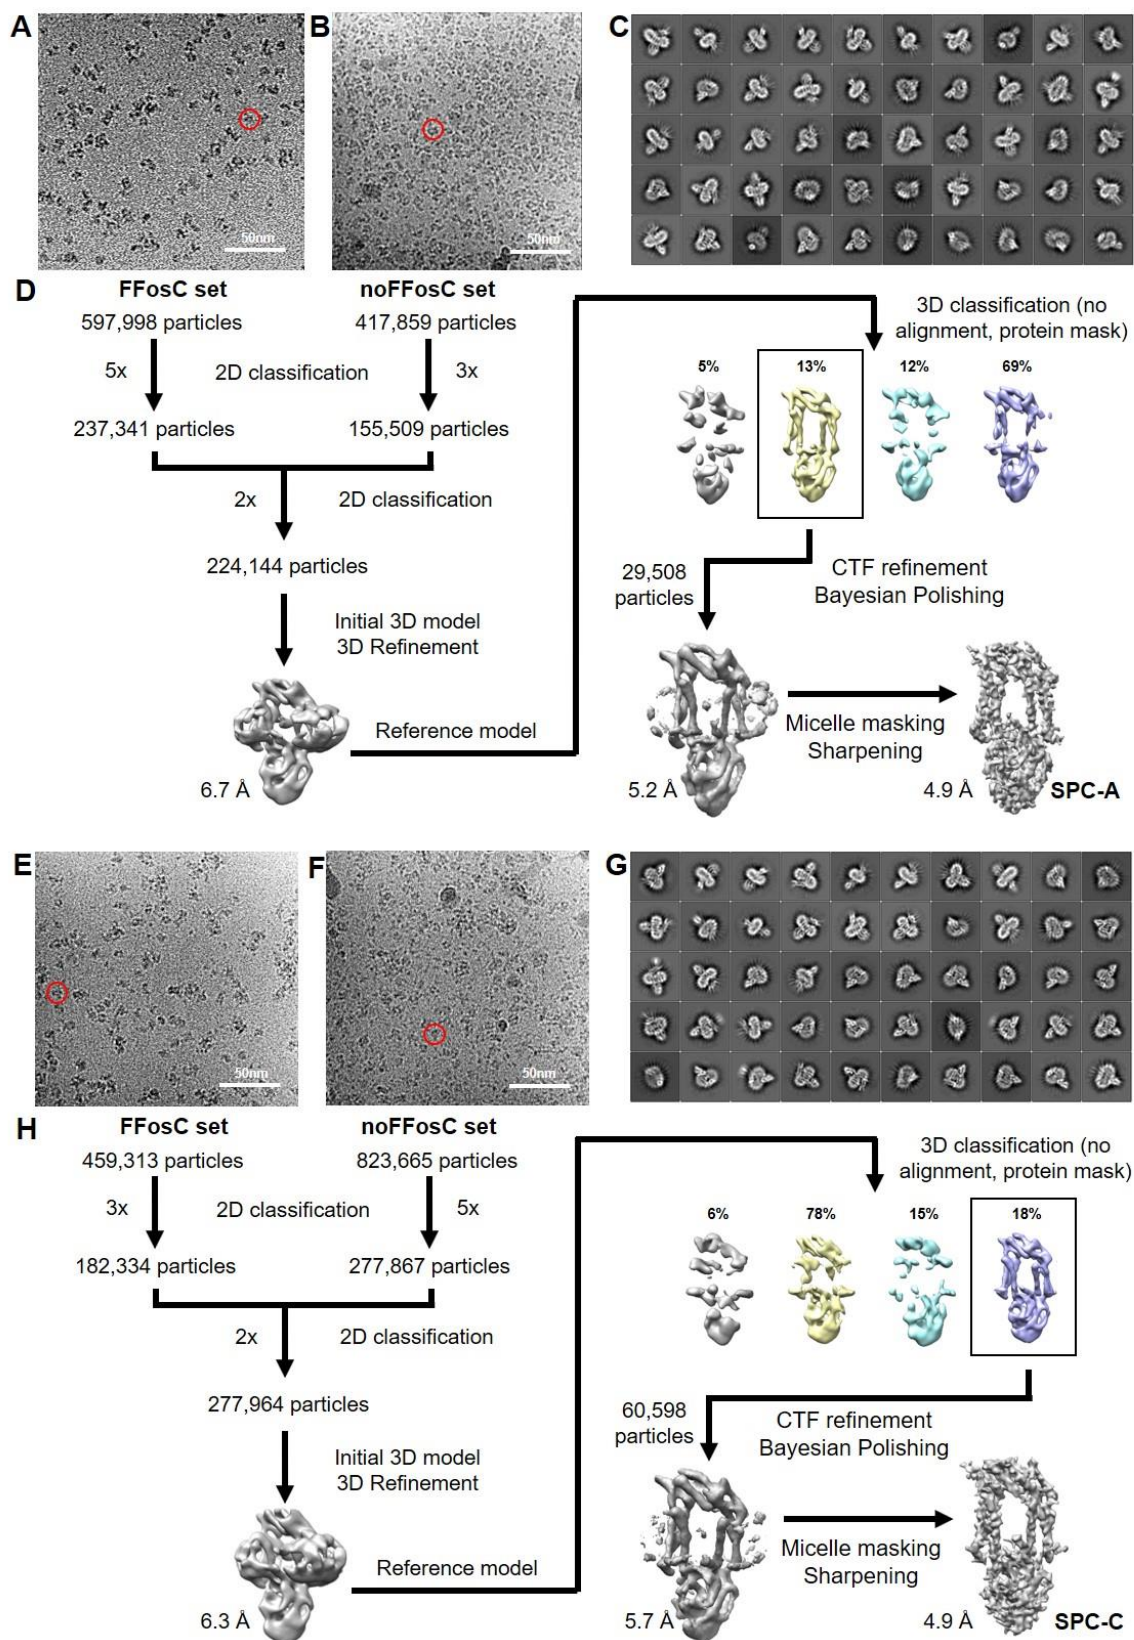 A
B
C
50nm
50nm
D
FFosC set
noFFosC set
597,998 particles
417,859 particles
5x
2D classification
3x
237,341 particles
155,509 particles
2x
2D classification
224,144 particles
Initial 3D model
3D Refinement
Reference model
6.7 Å
3D classification (no
alignment, protein mask)
5%
13%
12%
69%
29,508
particles
CTF refinement
Bayesian Polishing
Micelle masking
Sharpening
5.2 Å
4.9 Å
SPC-A
E
F
G
50nm
50nm
H
FFosC set
noFFosC set
459,313 particles
823,665 particles
3x
2D classification
5x
182,334 particles
277,867 particles
2x
2D classification
277,964 particles
Initial 3D model
3D Refinement
Reference model
6.3 Å
3D classification (no
alignment, protein mask)
6%
78%
15%
18%
60,598
particles
CTF refinement
Bayesian Polishing
Micelle masking
Sharpening
5.7 Å
4.9 Å
SPC-C